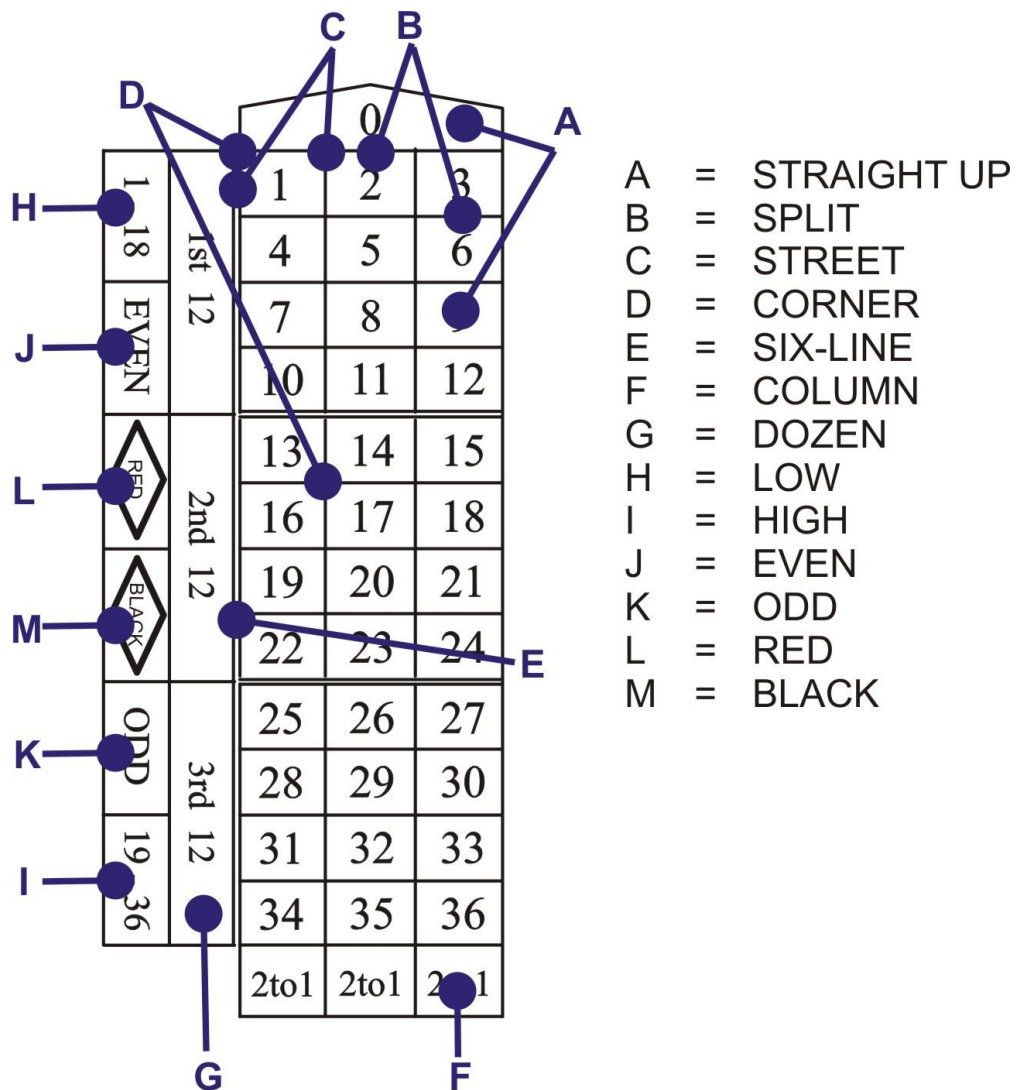 C B
D A
0
1 2 3
4 5 6
7 8
10 11 12
13 14 15
16 17 18
19 20 21
22 23 24
25 26 27
28 29 30
31 32 33
34 35 36
2to1 2to1
1st 12
2nd 12
3rd 12
1 18
EVEN
RED
BLACK
ODD
19 36
H
J
L
M
K
I
E
G F
A = STRAIGHT UP
B = SPLIT
C = STREET
D = CORNER
E = SIX-LINE
F = COLUMN
G = DOZEN
H = LOW
I = HIGH
J = EVEN
K = ODD
L = RED
M = BLACK